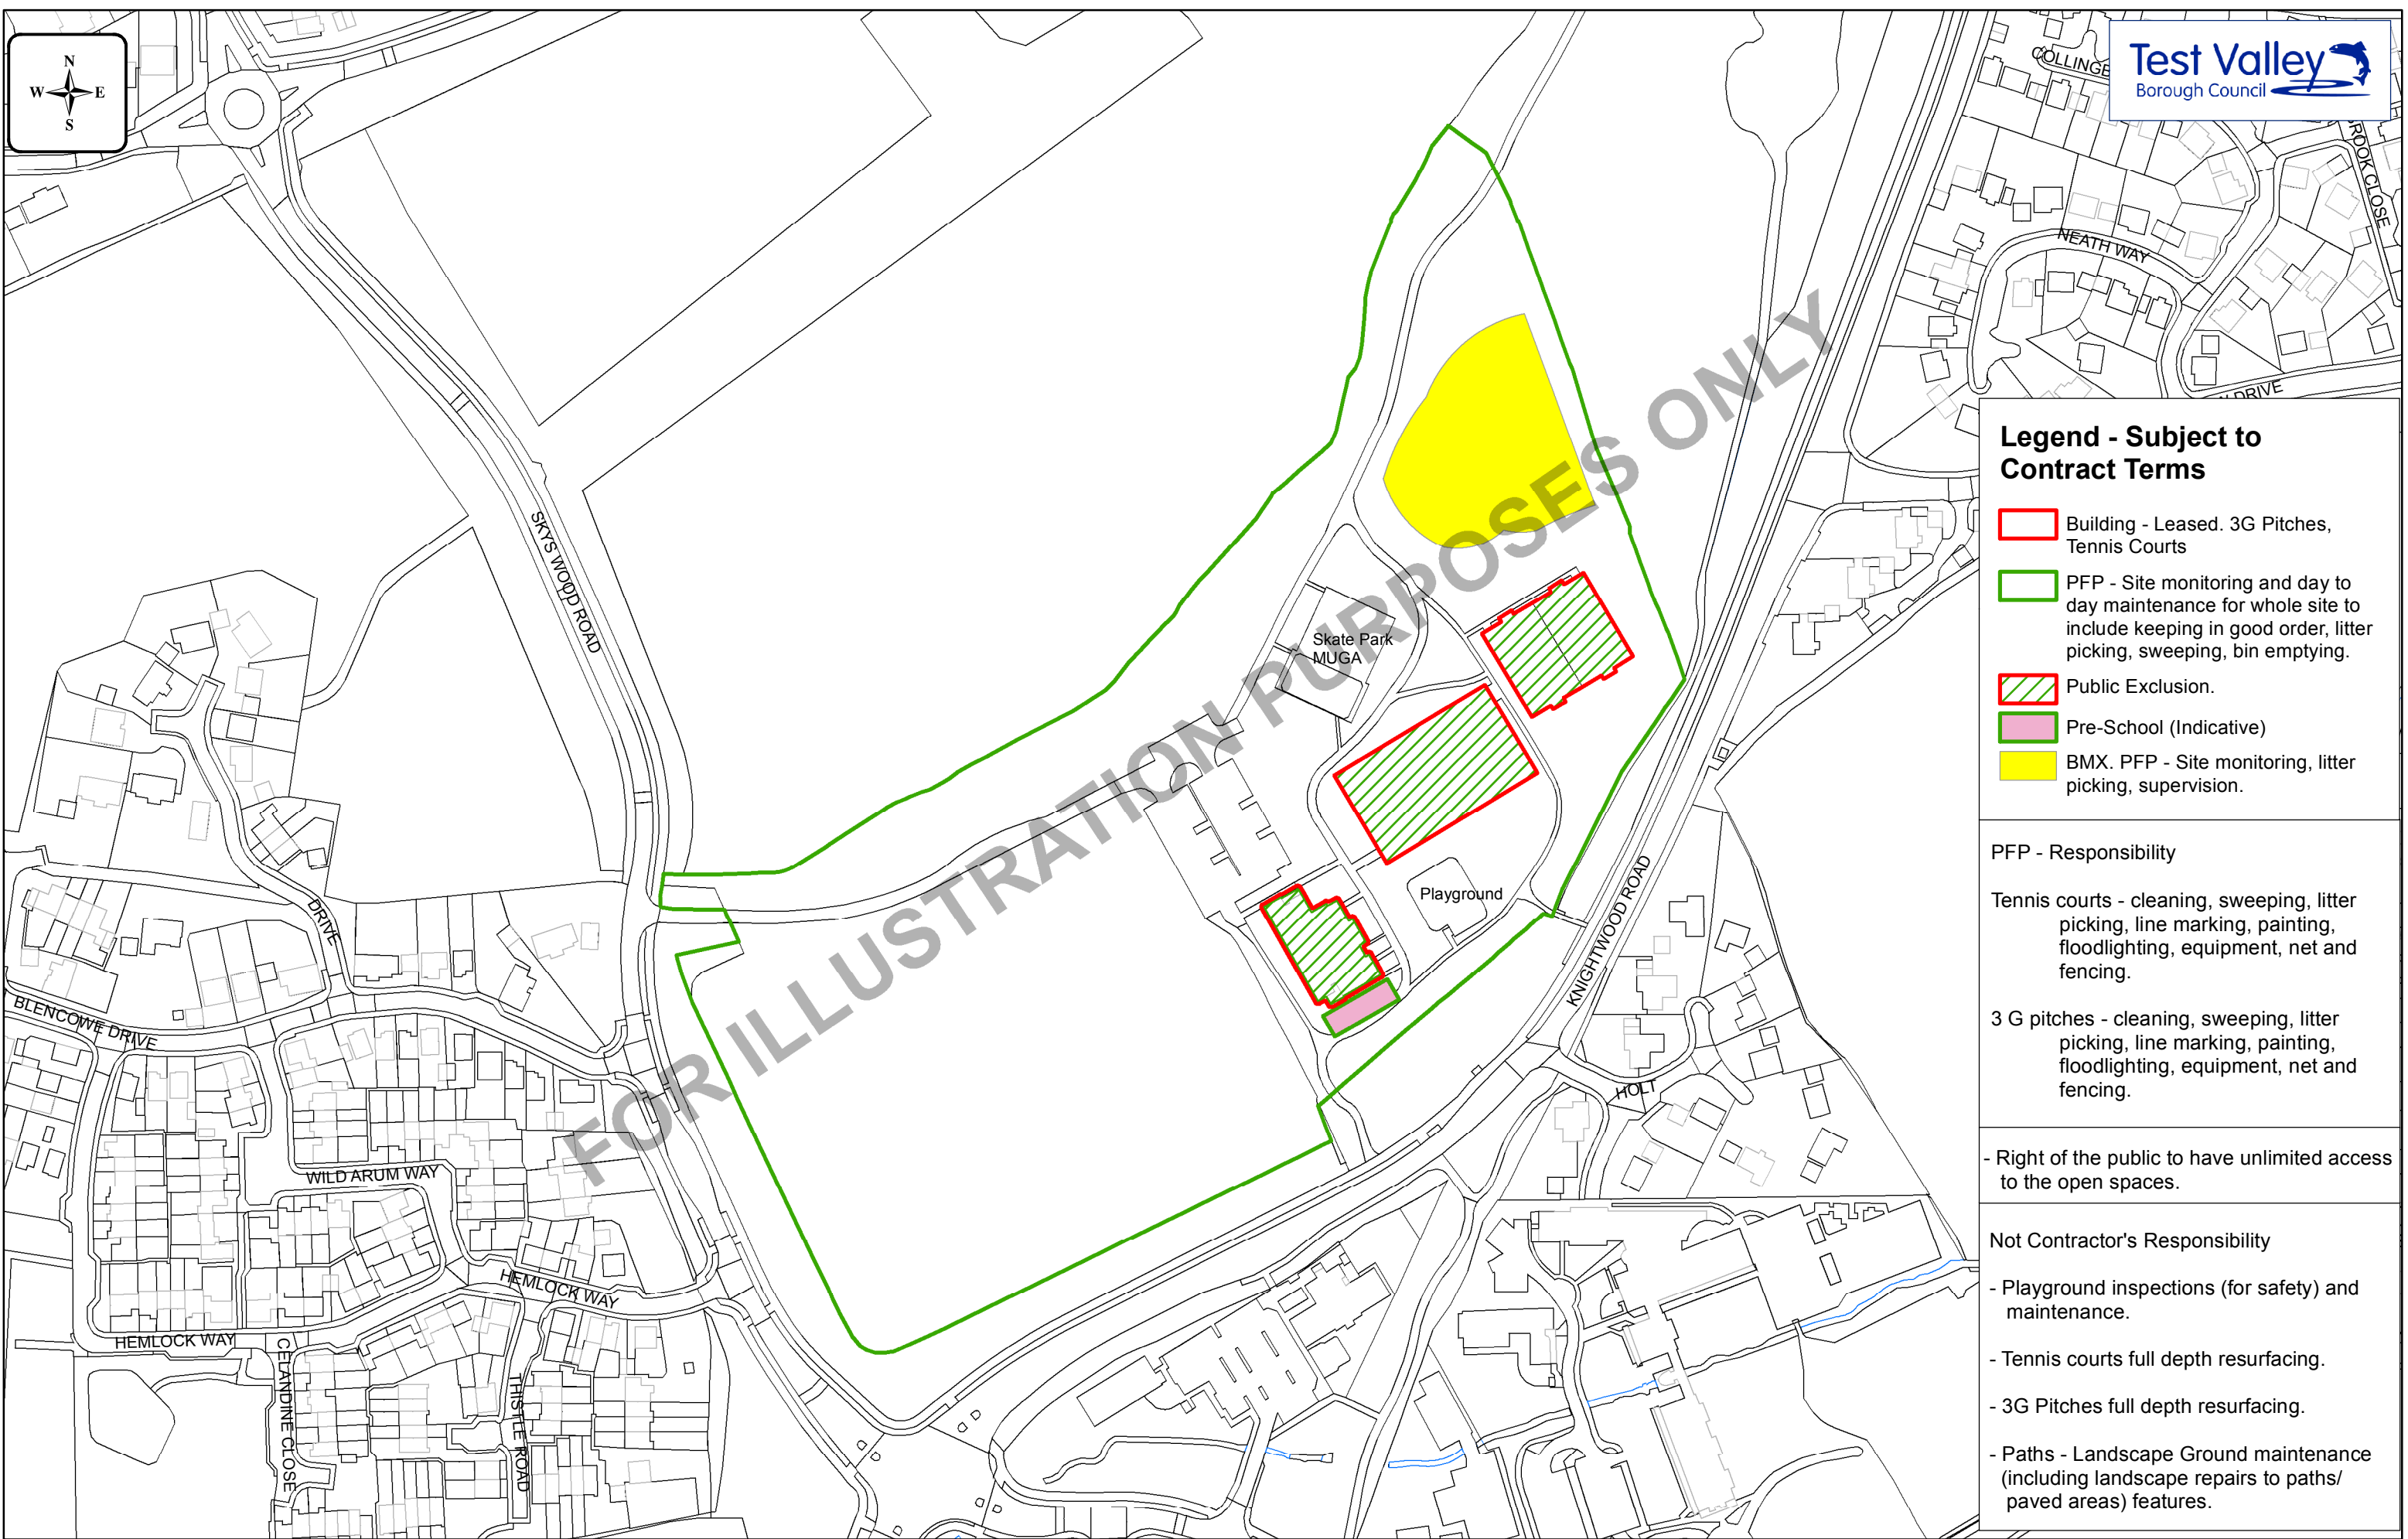 N
W E
S
Test Valley
Borough Council
COLLINGB
BROOK CLOSE
NEATH WAY
DRIVE
SKYS WOOD ROAD
Skate Park
MUGA
Playground
KNIGHTWOOD ROAD
HOLT
DRIVE
BLENCOWE DRIVE
WILD ARUM WAY
HEMLOCK WAY
HEMLOCK WAY
CELANDINE CLOSE
THISTLE ROAD
FOR ILLUSTRATION PURPOSES ONLY
Legend - Subject to
Contract Terms
Building - Leased. 3G Pitches,
Tennis Courts
PFP - Site monitoring and day to
day maintenance for whole site to
include keeping in good order, litter
picking, sweeping, bin emptying.
Public Exclusion.
Pre-School (Indicative)
BMX. PFP - Site monitoring, litter
picking, supervision.
PFP - Responsibility
Tennis courts - cleaning, sweeping, litter
picking, line marking, painting,
floodlighting, equipment, net and
fencing.
3 G pitches - cleaning, sweeping, litter
picking, line marking, painting,
floodlighting, equipment, net and
fencing.
- Right of the public to have unlimited access
to the open spaces.
Not Contractor's Responsibility
- Playground inspections (for safety) and
maintenance.
- Tennis courts full depth resurfacing.
- 3G Pitches full depth resurfacing.
- Paths - Landscape Ground maintenance
(including landscape repairs to paths/
paved areas) features.